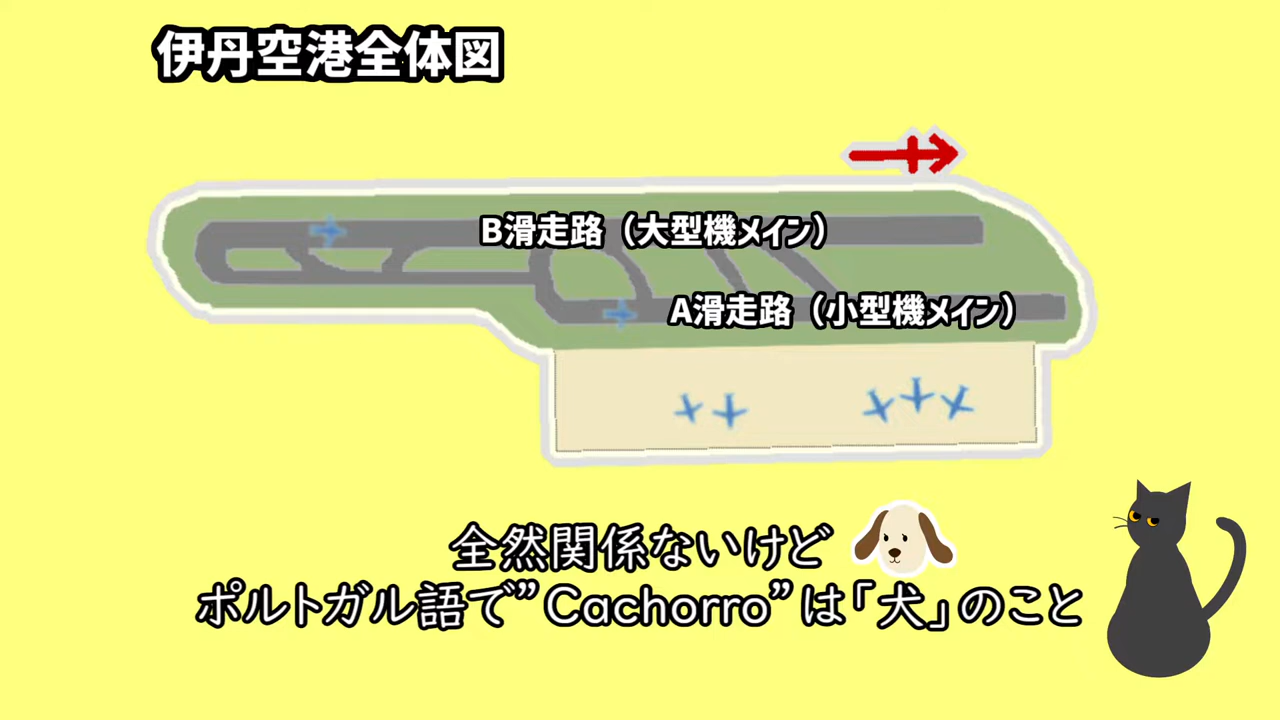 伊丹空港全体図
B滑走路（大型機メイン）
A滑走路（小型機メイン）
全然関係ないけど
ポルトガル語で”Cachorro”は「犬」のこと